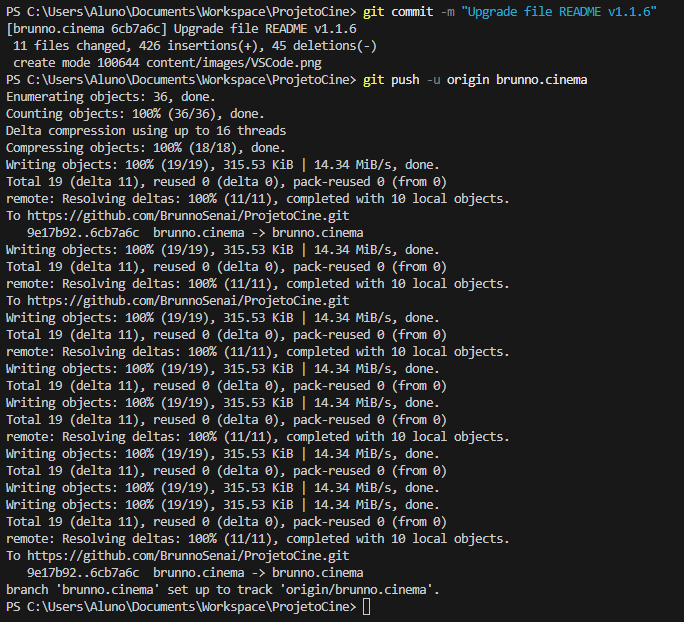 PS C:\Users\Aluno\Documents\Workspace\ProjetoCine> git commit -m "Upgrade file README v1.1.6"
[brunno.cinema 6cb7a6c] Upgrade file README v1.1.6
 11 files changed, 426 insertions(+), 45 deletions(-)
 create mode 100644 content/images/VSCode.png
PS C:\Users\Aluno\Documents\Workspace\ProjetoCine> git push -u origin brunno.cinema
Enumerating objects: 36, done.
Counting objects: 100% (36/36), done.
Delta compression using up to 16 threads
Compressing objects: 100% (18/18), done.
Writing objects: 100% (19/19), 315.53 KiB | 14.34 MiB/s, done.
Total 19 (delta 11), reused 0 (delta 0), pack-reused 0 (from 0)
remote: Resolving deltas: 100% (11/11), completed with 10 local objects.
To https://github.com/BrunnoSenai/ProjetoCine.git
   9e17b92..6cb7a6c  brunno.cinema -> brunno.cinema
Writing objects: 100% (19/19), 315.53 KiB | 14.34 MiB/s, done.
Total 19 (delta 11), reused 0 (delta 0), pack-reused 0 (from 0)
remote: Resolving deltas: 100% (11/11), completed with 10 local objects.
To https://github.com/BrunnoSenai/ProjetoCine.git
Writing objects: 100% (19/19), 315.53 KiB | 14.34 MiB/s, done.
Total 19 (delta 11), reused 0 (delta 0), pack-reused 0 (from 0)
remote: Resolving deltas: 100% (11/11), completed with 10 local objects.
Writing objects: 100% (19/19), 315.53 KiB | 14.34 MiB/s, done.
Total 19 (delta 11), reused 0 (delta 0), pack-reused 0 (from 0)
Writing objects: 100% (19/19), 315.53 KiB | 14.34 MiB/s, done.
Total 19 (delta 11), reused 0 (delta 0), pack-reused 0 (from 0)
remote: Resolving deltas: 100% (11/11), completed with 10 local objects.
Writing objects: 100% (19/19), 315.53 KiB | 14.34 MiB/s, done.
Total 19 (delta 11), reused 0 (delta 0), pack-reused 0 (from 0)
Writing objects: 100% (19/19), 315.53 KiB | 14.34 MiB/s, done.
Writing objects: 100% (19/19), 315.53 KiB | 14.34 MiB/s, done.
Total 19 (delta 11), reused 0 (delta 0), pack-reused 0 (from 0)
remote: Resolving deltas: 100% (11/11), completed with 10 local objects.
To https://github.com/BrunnoSenai/ProjetoCine.git
   9e17b92..6cb7a6c  brunno.cinema -> brunno.cinema
branch 'brunno.cinema' set up to track 'origin/brunno.cinema'.
PS C:\Users\Aluno\Documents\Workspace\ProjetoCine>